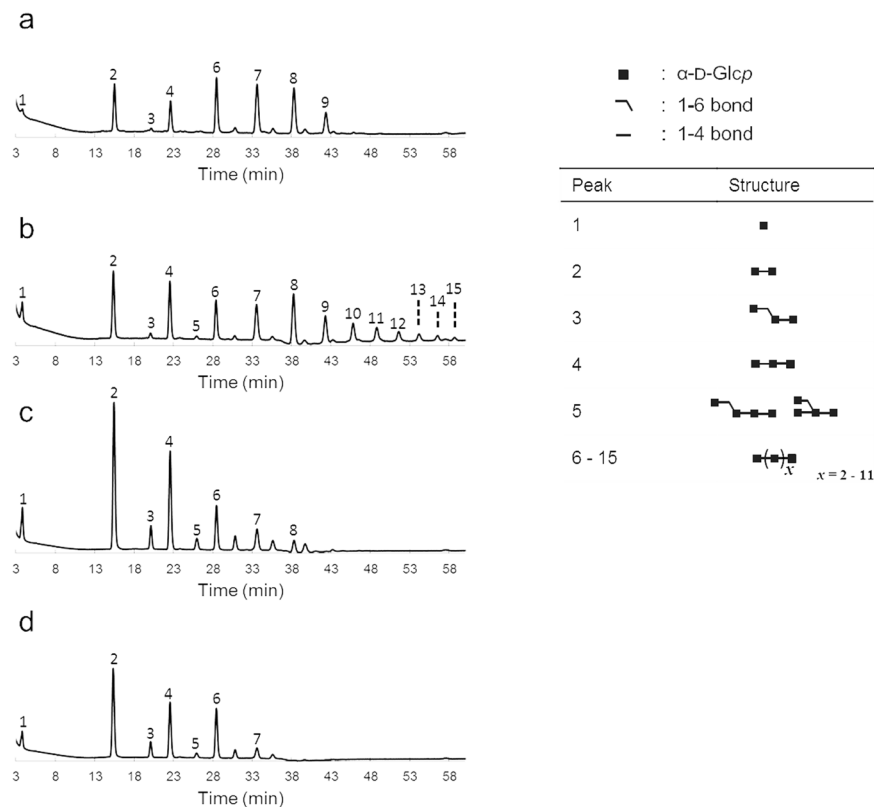 a
1 2 3 4 6 7 8 9
3 8 13 18 23 28 33 38 43 48 53 58
Time (min)
b
1 2 3 4 5 6 7 8 9 10 11 12 13 14 15
3 8 13 18 23 28 33 38 43 48 53 58
Time (min)
c
1 2 3 4 5 6 7 8
3 8 13 18 23 28 33 38 43 48 53 58
Time (min)
d
1 2 3 4 5 6 7
3 8 13 18 23 28 33 38 43 48 53 58
Time (min)
: α-D-Glcp
: 1-6 bond
: 1-4 bond
Peak Structure
1
2
3
4
5
6 - 15 ( )x x = 2 - 11